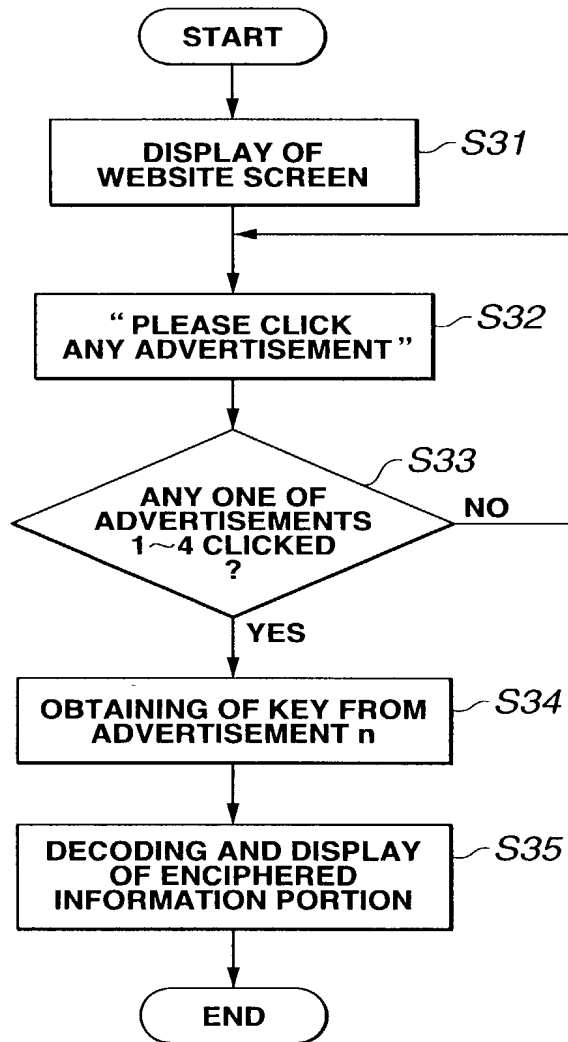 START
DISPLAY OF
WEBSITE SCREEN
S31
“ PLEASE CLICK
ANY ADVERTISEMENT ”
S32
ANY ONE OF
ADVERTISEMENTS
1～4 CLICKED
?
S33
NO
YES
OBTAINING OF KEY FROM
ADVERTISEMENT n
S34
DECODING AND DISPLAY
OF ENCIPHERED
INFORMATION PORTION
S35
END